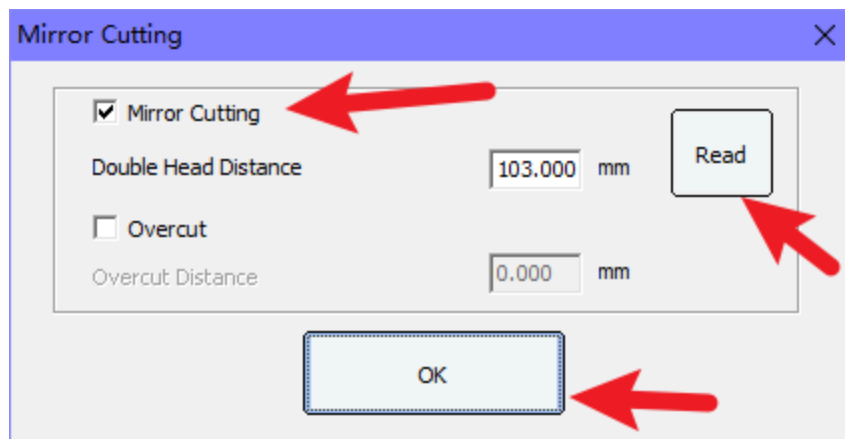 Mirror Cutting
Mirror Cutting
Double Head Distance 103.000 mm Read
Overcut
Overcut Distance 0.000 mm
OK